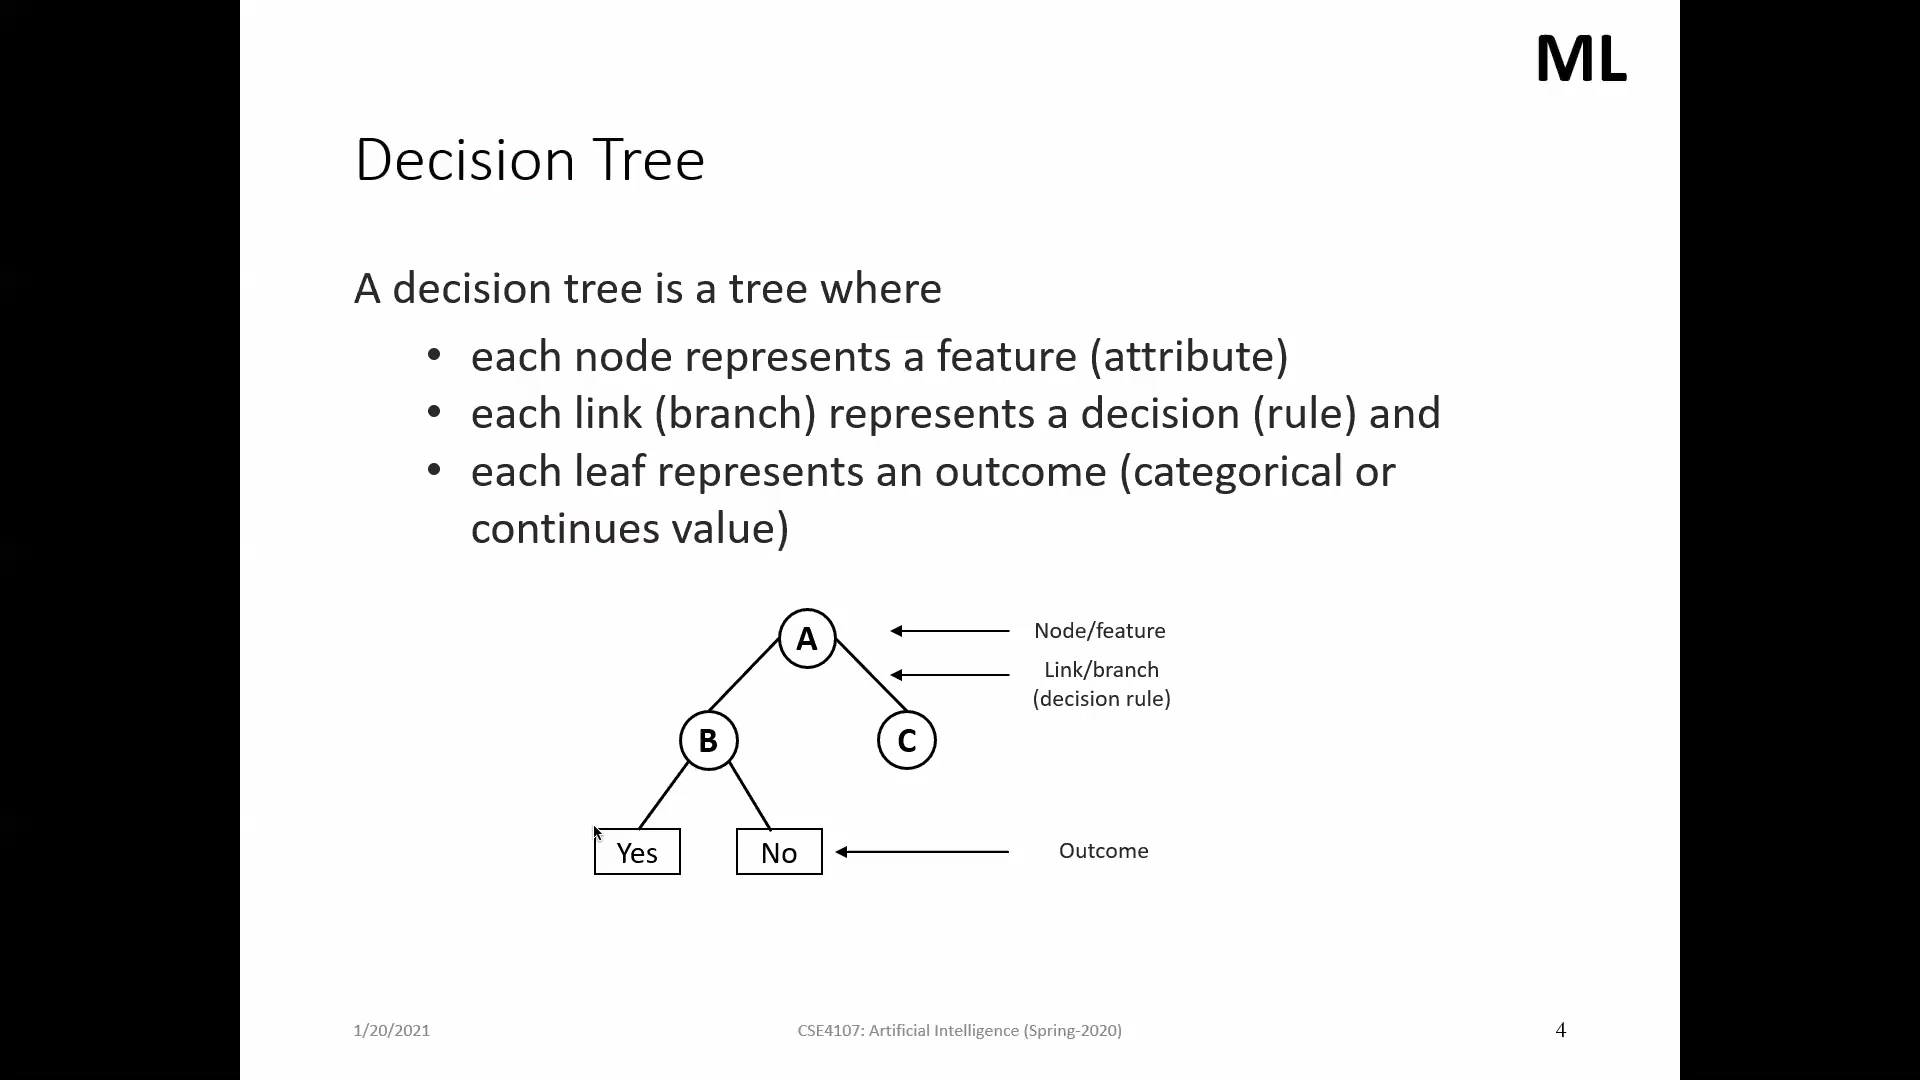 ML
Decision Tree
A decision tree is a tree where
• each node represents a feature (attribute)
• each link (branch) represents a decision (rule) and
• each leaf represents an outcome (categorical or
continues value)
A
Node/feature
Link/branch
(decision rule)
B
C
Yes
No
Outcome
1/20/2021
CSE4107: Artificial Intelligence (Spring-2020)
4